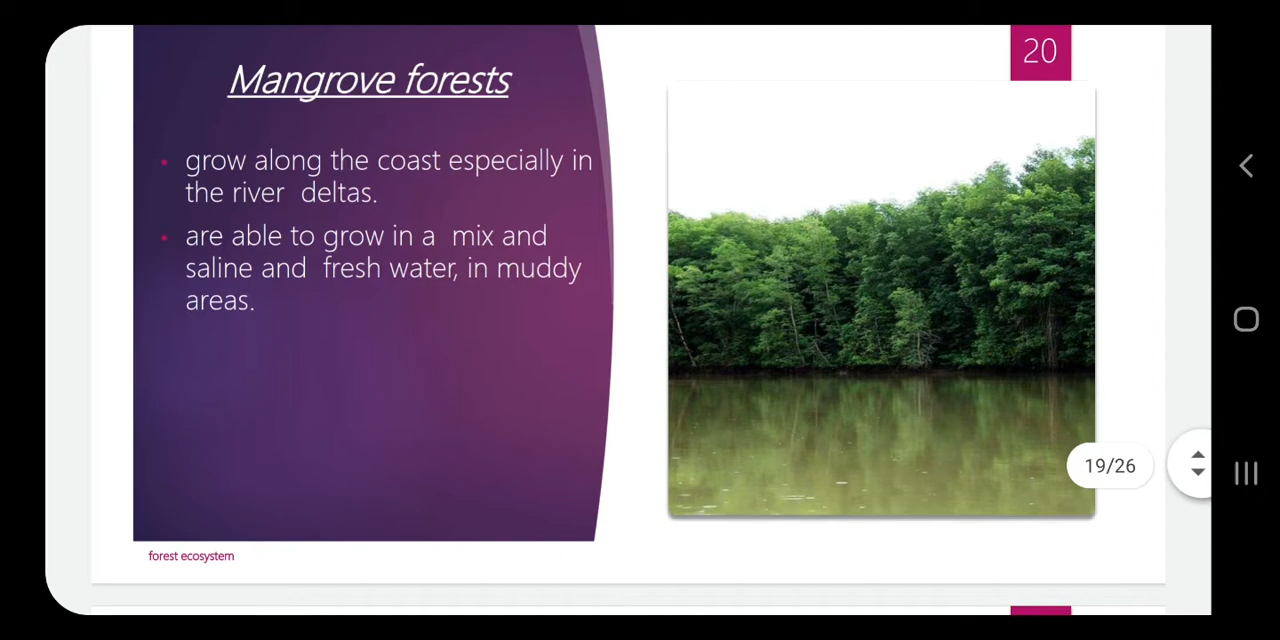 Mangrove forests
20
• grow along the coast especially in
the river deltas.
• are able to grow in a mix and
saline and fresh water, in muddy
areas.
19/26
forest ecosystem